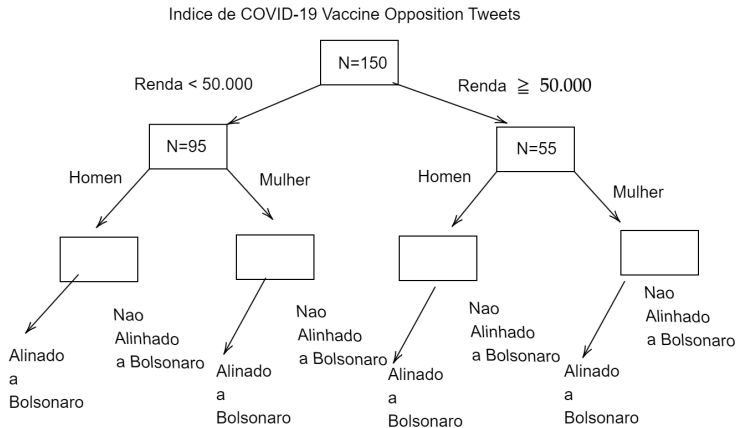 Indice de COVID-19 Vaccine Opposition Tweets
N=150
Renda < 50.000
Renda ≧ 50.000
N=95
N=55
Homen
Mulher
Homen
Mulher
Alinado
a
Bolsonaro
Nao
Alinhado
a Bolsonaro
Alinado
a
Bolsonaro
Nao
Alinhado
a Bolsonaro
Alinado
a
Bolsonaro
Nao
Alinhado
a Bolsonaro
Alinado
a
Bolsonaro
Nao
Alinhado
a Bolsonaro